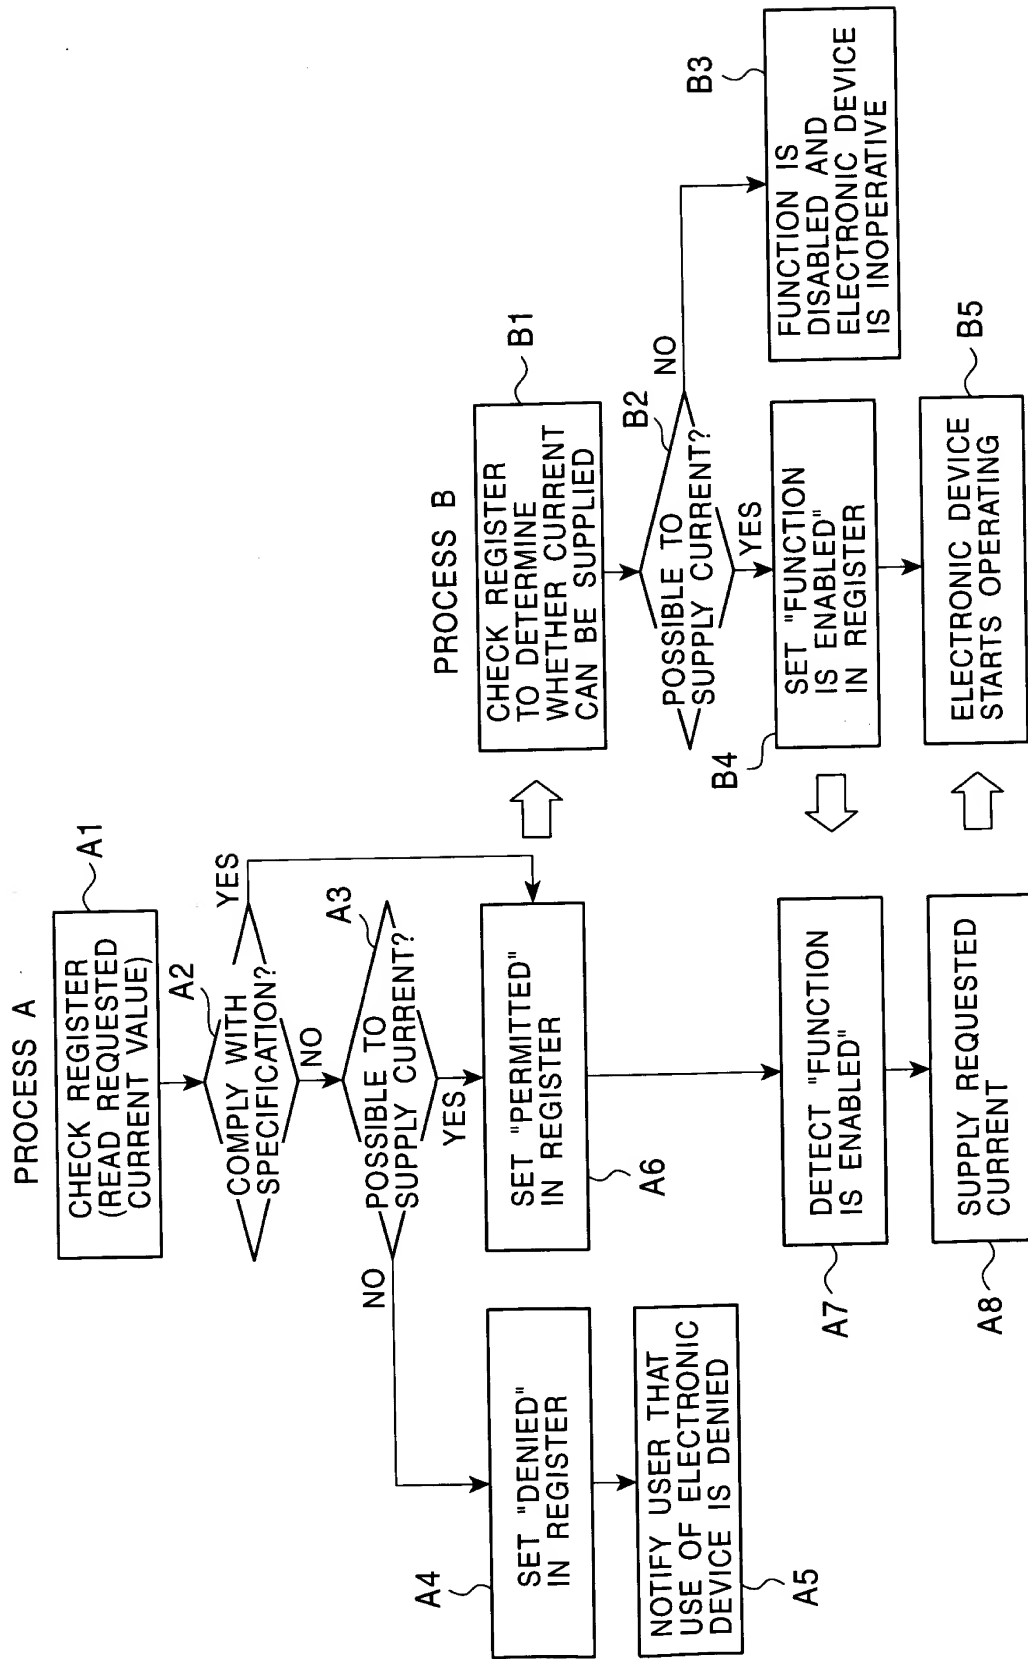 PROCESS A
CHECK REGISTER
(READ REQUESTED
CURRENT VALUE)
A1
COMPLY WITH
SPECIFICATION?
A2
YES
NO
POSSIBLE TO
SUPPLY CURRENT?
A3
NO
YES
SET "DENIED"
IN REGISTER
A4
NOTIFY USER THAT
USE OF ELECTRONIC
DEVICE IS DENIED
A5
SET "PERMITTED"
IN REGISTER
A6
DETECT "FUNCTION
IS ENABLED"
A7
SUPPLY REQUESTED
CURRENT
A8
PROCESS B
CHECK REGISTER
TO DETERMINE
WHETHER CURRENT
CAN BE SUPPLIED
B1
POSSIBLE TO
SUPPLY CURRENT?
B2
NO
YES
FUNCTION IS
DISABLED AND
ELECTRONIC DEVICE
IS INOPERATIVE
B3
SET "FUNCTION
IS ENABLED"
IN REGISTER
B4
ELECTRONIC DEVICE
STARTS OPERATING
B5